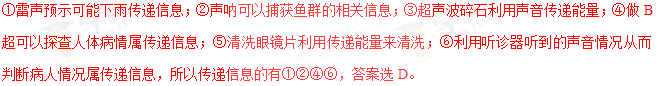 ①雷声预示可能下雨传递信息；②声呐可以捕获鱼群的相关信息；③超声波碎石利用声音传递能量；④做 B
超可以探查人体病情属传递信息，⑤清洗眼镜片利用传递能量来清洗；⑥利用听诊器听到的声音情况从而
判断病人情况属传递信息，所以传递信息的有①②④⑥，答案选 D。